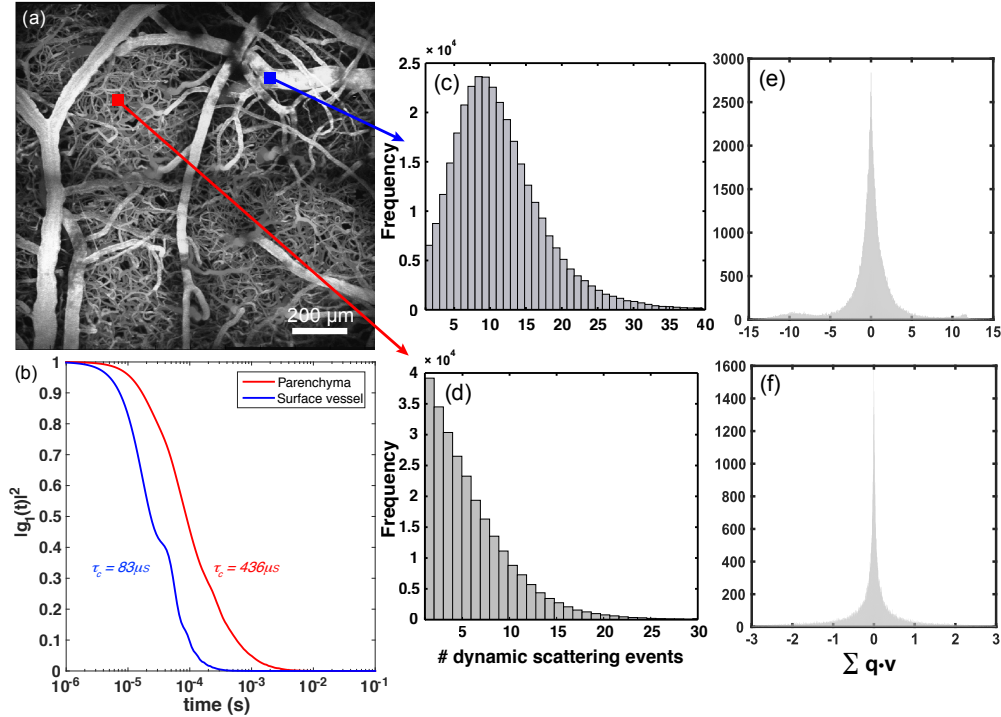 (a)
200 µm
(b)
|g₁(t)|²
1
0.9
0.8
0.7
0.6
0.5
0.4
0.3
0.2
0.1
0
Parenchyma
Surface vessel
τc = 83µs
τc = 436µs
10⁻⁶ 10⁻⁵ 10⁻⁴ 10⁻³ 10⁻² 10⁻¹
time (s)
× 10⁴
(c)
Frequency
2.5
2
1.5
1
0.5
0
5 10 15 20 25 30 35 40
× 10⁴
(d)
Frequency
4
3.5
3
2.5
2
1.5
1
0.5
0
5 10 15 20 25 30
# dynamic scattering events
(e)
3000
2500
2000
1500
1000
500
0
-15 -10 -5 0 5 10 15
(f)
1600
1400
1200
1000
800
600
400
200
0
-3 -2 -1 0 1 2 3
∑ q·v